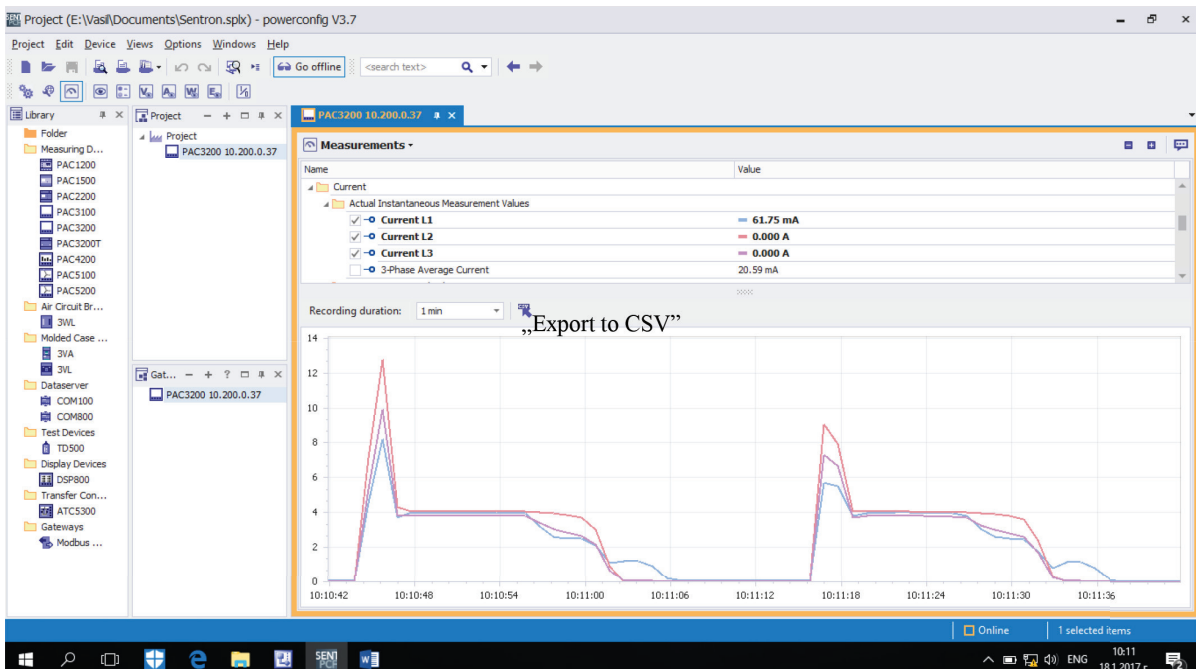 Project (E:\Vasil\Documents\Sentron.splx) - powerconfig V3.7
Project Edit Device Views Options Windows Help
Go offline <search text>
Library
Folder
Measuring D...
PAC1200
PAC1500
PAC2200
PAC3100
PAC3200
PAC3200T
PAC4200
PAC5100
PAC5200
Air Circuit Br...
3WL
Molded Case ...
3VA
3VL
Dataserver
COM100
COM800
Test Devices
TD500
Display Devices
DSP800
Transfer Con...
ATC5300
Gateways
Modbus ...
Project
Project
PAC3200 10.200.0.37
Gat...
PAC3200 10.200.0.37
PAC3200 10.200.0.37
Measurements
Name Value
Current
Actual Instantaneous Measurement Values
Current L1 61.75 mA
Current L2 0.000 A
Current L3 0.000 A
3-Phase Average Current 20.59 mA
Recording duration: 1 min
„Export to CSV”
14
12
10
8
6
4
2
0
10:10:42 10:10:48 10:10:54 10:11:00 10:11:06 10:11:12 10:11:18 10:11:24 10:11:30 10:11:36
Online 1 selected items
SENT
PCF
ENG
10:11
18.1.2017 г.